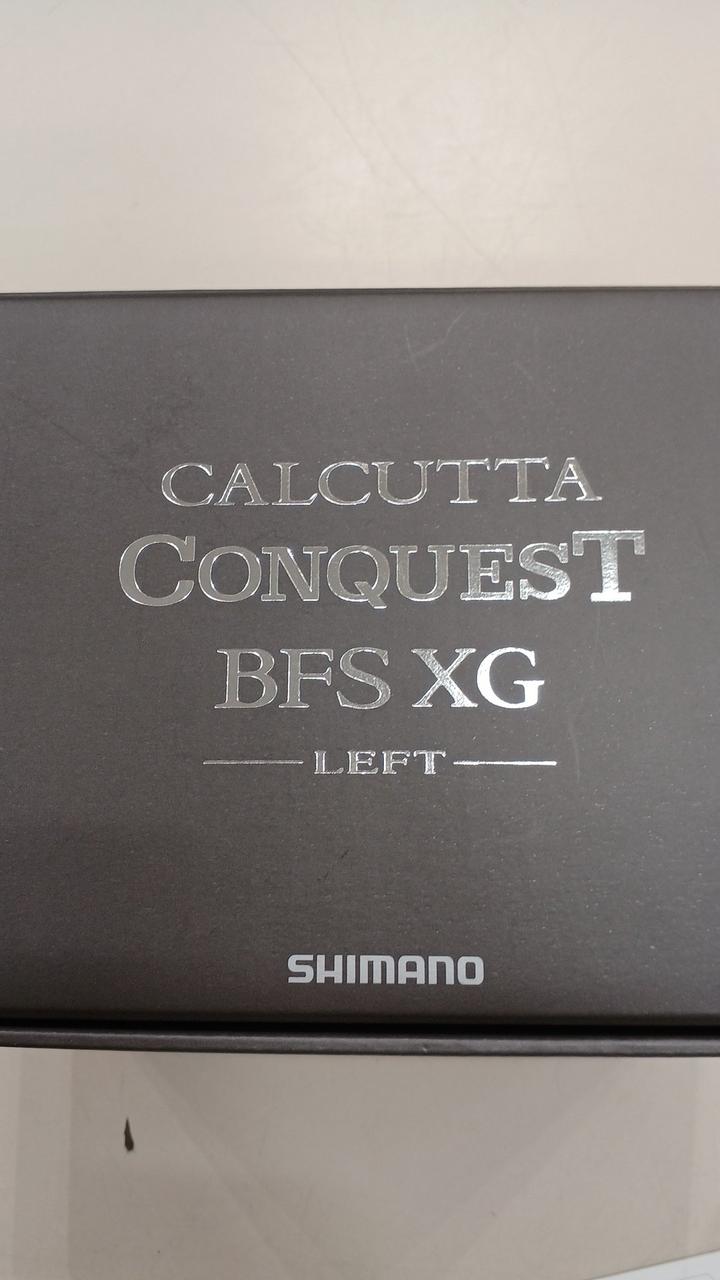 CALCUTTA
CONQUEST
BFS XG
LEFT
SHIMANO